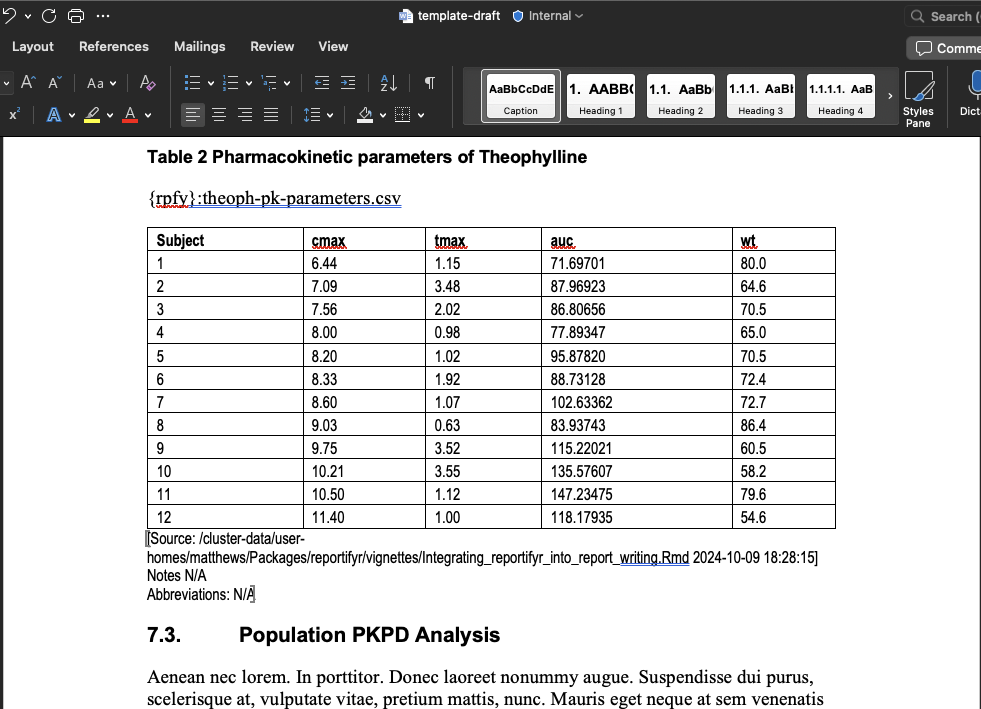 template-draft Internal
Search (
Layout References Mailings Review View
Comme
A A Aa A
AaBbCcDdE 1. AABB( 1.1. AaBb 1.1.1. AaBl 1.1.1.1. AaB
Caption Heading 1 Heading 2 Heading 3 Heading 4
Styles Pane
Dict
x² A A
Table 2 Pharmacokinetic parameters of Theophylline
{rpfy}:theoph-pk-parameters.csv
Subject cmax tmax auc wt
1 6.44 1.15 71.69701 80.0
2 7.09 3.48 87.96923 64.6
3 7.56 2.02 86.80656 70.5
4 8.00 0.98 77.89347 65.0
5 8.20 1.02 95.87820 70.5
6 8.33 1.92 88.73128 72.4
7 8.60 1.07 102.63362 72.7
8 9.03 0.63 83.93743 86.4
9 9.75 3.52 115.22021 60.5
10 10.21 3.55 135.57607 58.2
11 10.50 1.12 147.23475 79.6
12 11.40 1.00 118.17935 54.6
[Source: /cluster-data/user-
homes/matthews/Packages/reportifyr/vignettes/Integrating_reportifyr_into_report_writing.Rmd 2024-10-09 18:28:15]
Notes N/A
Abbreviations: N/A
7.3. Population PKPD Analysis
Aenean nec lorem. In porttitor. Donec laoreet nonummy augue. Suspendisse dui purus,
scelerisque at, vulputate vitae, pretium mattis, nunc. Mauris eget neque at sem venenatis